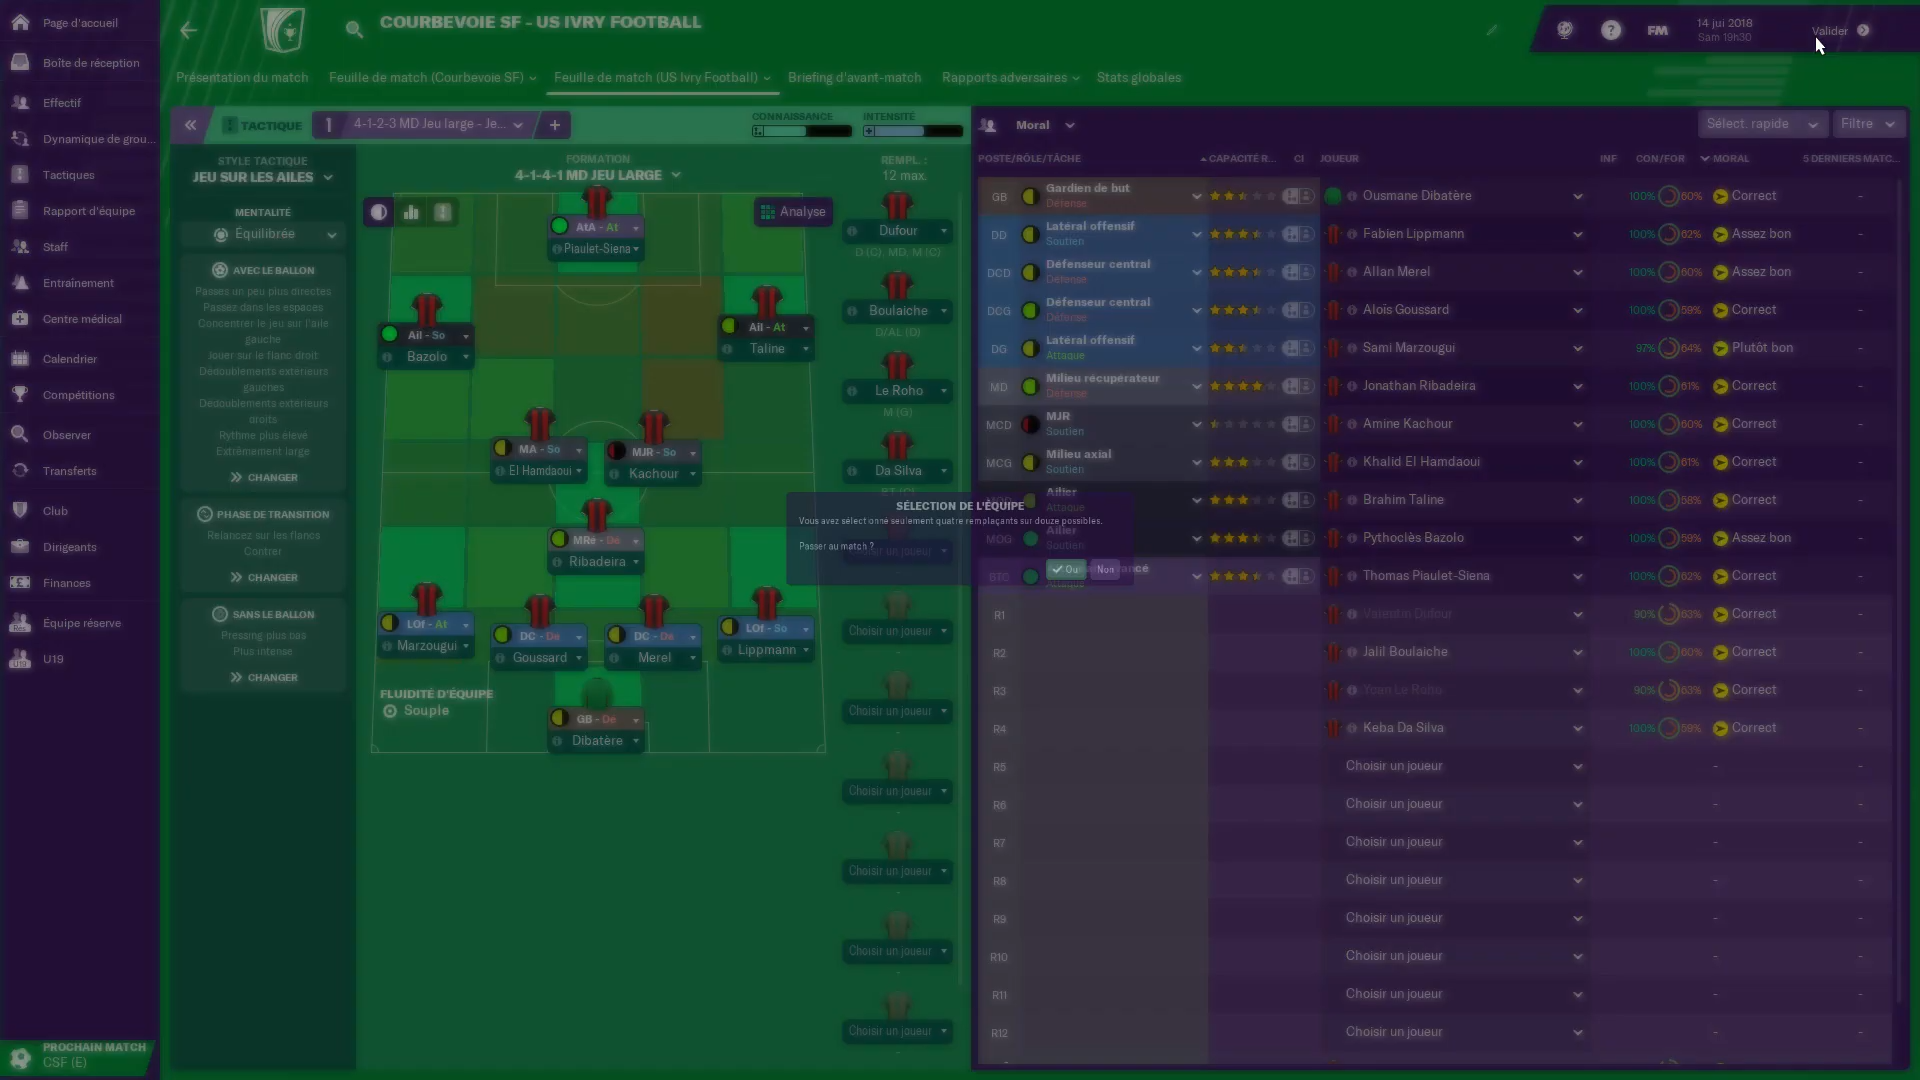 Page d'accueil
Boîte de réception
Effectif
Dynamique de grou...
Tactiques
Rapport d'équipe
Staff
Entraînement
Centre médical
Calendrier
Compétitions
Observer
Transferts
Club
Dirigeants
Finances
Équipe réserve
U19
PROCHAIN MATCH
CSF (E)
COURBEVOIE SF - US IVRY FOOTBALL
FM
14 jui 2018
Sam 19h30
Valider
Présentation du match
Feuille de match (Courbevoie SF)
Feuille de match (US Ivry Football)
Briefing d'avant-match
Rapports adversaires
Stats globales
TACTIQUE
1
4-1-2-3 MD Jeu large - Je...
CONNAISSANCE
INTENSITÉ
STYLE TACTIQUE
JEU SUR LES AILES
MENTALITÉ
Équilibrée
AVEC LE BALLON
Passes un peu plus directes
Passez dans les espaces
Concentrer le jeu sur l'aile
gauche
Jouer sur le flanc droit
Dédoublements extérieurs
gauches
Dédoublements extérieurs
droits
Rythme plus élevé
Extrêmement large
CHANGER
PHASE DE TRANSITION
Relancez sur les flancs
Contrer
CHANGER
SANS LE BALLON
Pressing plus bas
Plus intense
CHANGER
FORMATION
4-1-4-1 MD JEU LARGE
Analyse
AtA - At
Piaulet-Siena
Ail - So
Bazolo
Ail - At
Taline
MA - So
El Hamdaoui
MJR - So
Kachour
MRé - Dé
Ribadeira
LOf - At
Marzougui
DC - Dé
Goussard
DC - Dé
Merel
LOf - So
Lippmann
GB - Dé
Dibatère
FLUIDITÉ D'ÉQUIPE
Souple
REMPL. :
12 max.
Dufour
D (C), MD, M (C)
Boulaiche
D/AL (D)
Le Roho
M (G)
Da Silva
Choisir un joueur
Choisir un joueur
Choisir un joueur
Choisir un joueur
Choisir un joueur
Choisir un joueur
Moral
Sélect. rapide
Filtre
POSTE/RÔLE/TÂCHE
CAPACITÉ R...
CI
JOUEUR
INF
CON/FOR
MORAL
5 DERNIERS MATC...
GB Gardien de but Défense Ousmane Dibatère 100% 60% Correct -
DD Latéral offensif Soutien Fabien Lippmann 100% 62% Assez bon -
DCD Défenseur central Défense Allan Merel 100% 60% Assez bon -
DCG Défenseur central Défense Aloïs Goussard 100% 59% Correct -
DG Latéral offensif Attaque Sami Marzougui 97% 64% Plutôt bon -
MD Milieu récupérateur Défense Jonathan Ribadeira 100% 61% Correct -
MCD MJR Soutien Amine Kachour 100% 60% Correct -
MCG Milieu axial Soutien Khalid El Hamdaoui 100% 61% Correct -
Ailier Attaque Brahim Taline 100% 58% Correct -
MOG Ailier Soutien Pythoclès Bazolo 100% 59% Assez bon -
BTC Attaque Thomas Piaulet-Siena 100% 62% Correct -
R1 Valentin Dufour 90% 63% Correct -
R2 Jalil Boulaiche 100% 60% Correct -
R3 Yoan Le Roho 90% 63% Correct -
R4 Keba Da Silva 100% 59% Correct -
R5 Choisir un joueur - -
R6 Choisir un joueur - -
R7 Choisir un joueur - -
R8 Choisir un joueur - -
R9 Choisir un joueur - -
R10 Choisir un joueur - -
R11 Choisir un joueur - -
R12 Choisir un joueur - -
SÉLECTION DE L'ÉQUIPE
Vous avez sélectionné seulement quatre remplaçants sur douze possibles.
Passer au match ?
Oui
Non